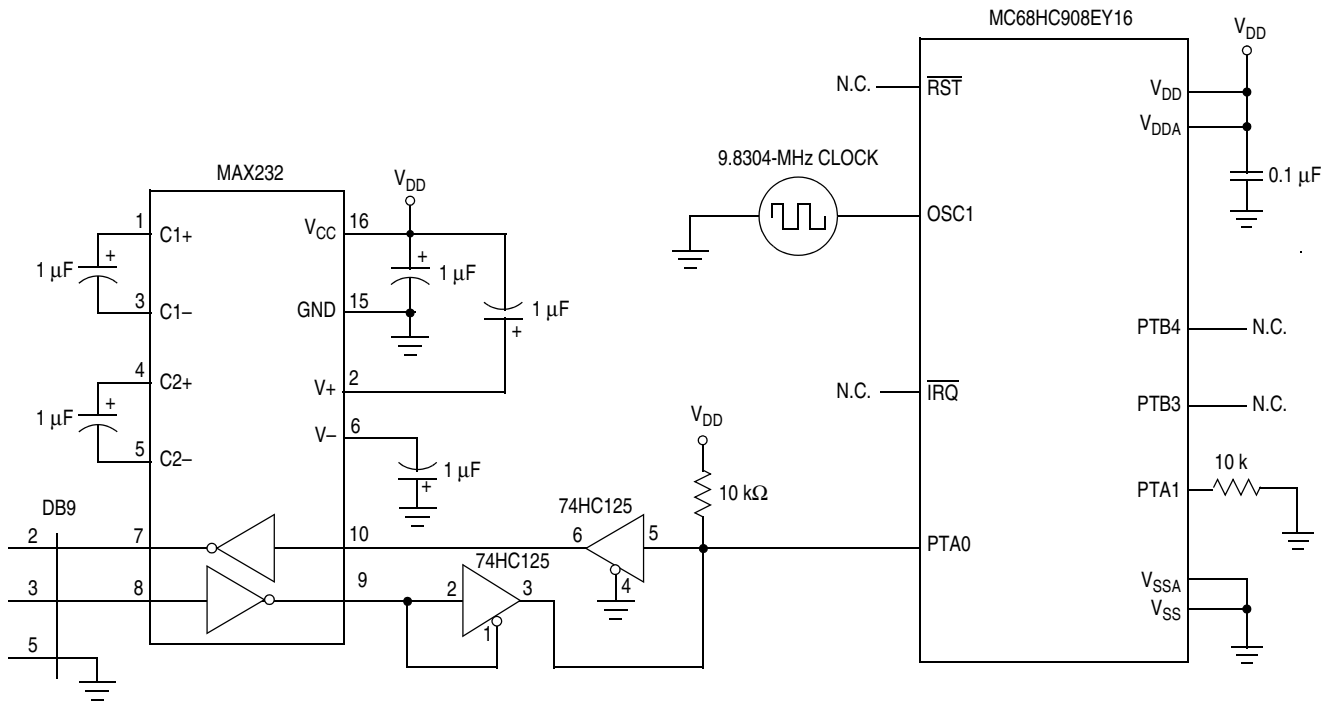 MC68HC908EY16
VDD
N.C.
RST
VDD
VDDA
9.8304-MHz CLOCK
0.1 µF
MAX232
VDD
OSC1
1
C1+
VCC
16
1 µF
+
+
1 µF
3
C1–
GND
15
1 µF
+
PTB4
N.C.
4
C2+
V+
2
N.C.
IRQ
1 µF
+
PTB3
N.C.
VDD
V–
6
5
C2–
1 µF
+
10 k
10 kΩ
PTA1
DB9
74HC125
2
7
10
6
5
PTA0
74HC125
4
3
8
9
2
3
1
VSSA
VSS
5